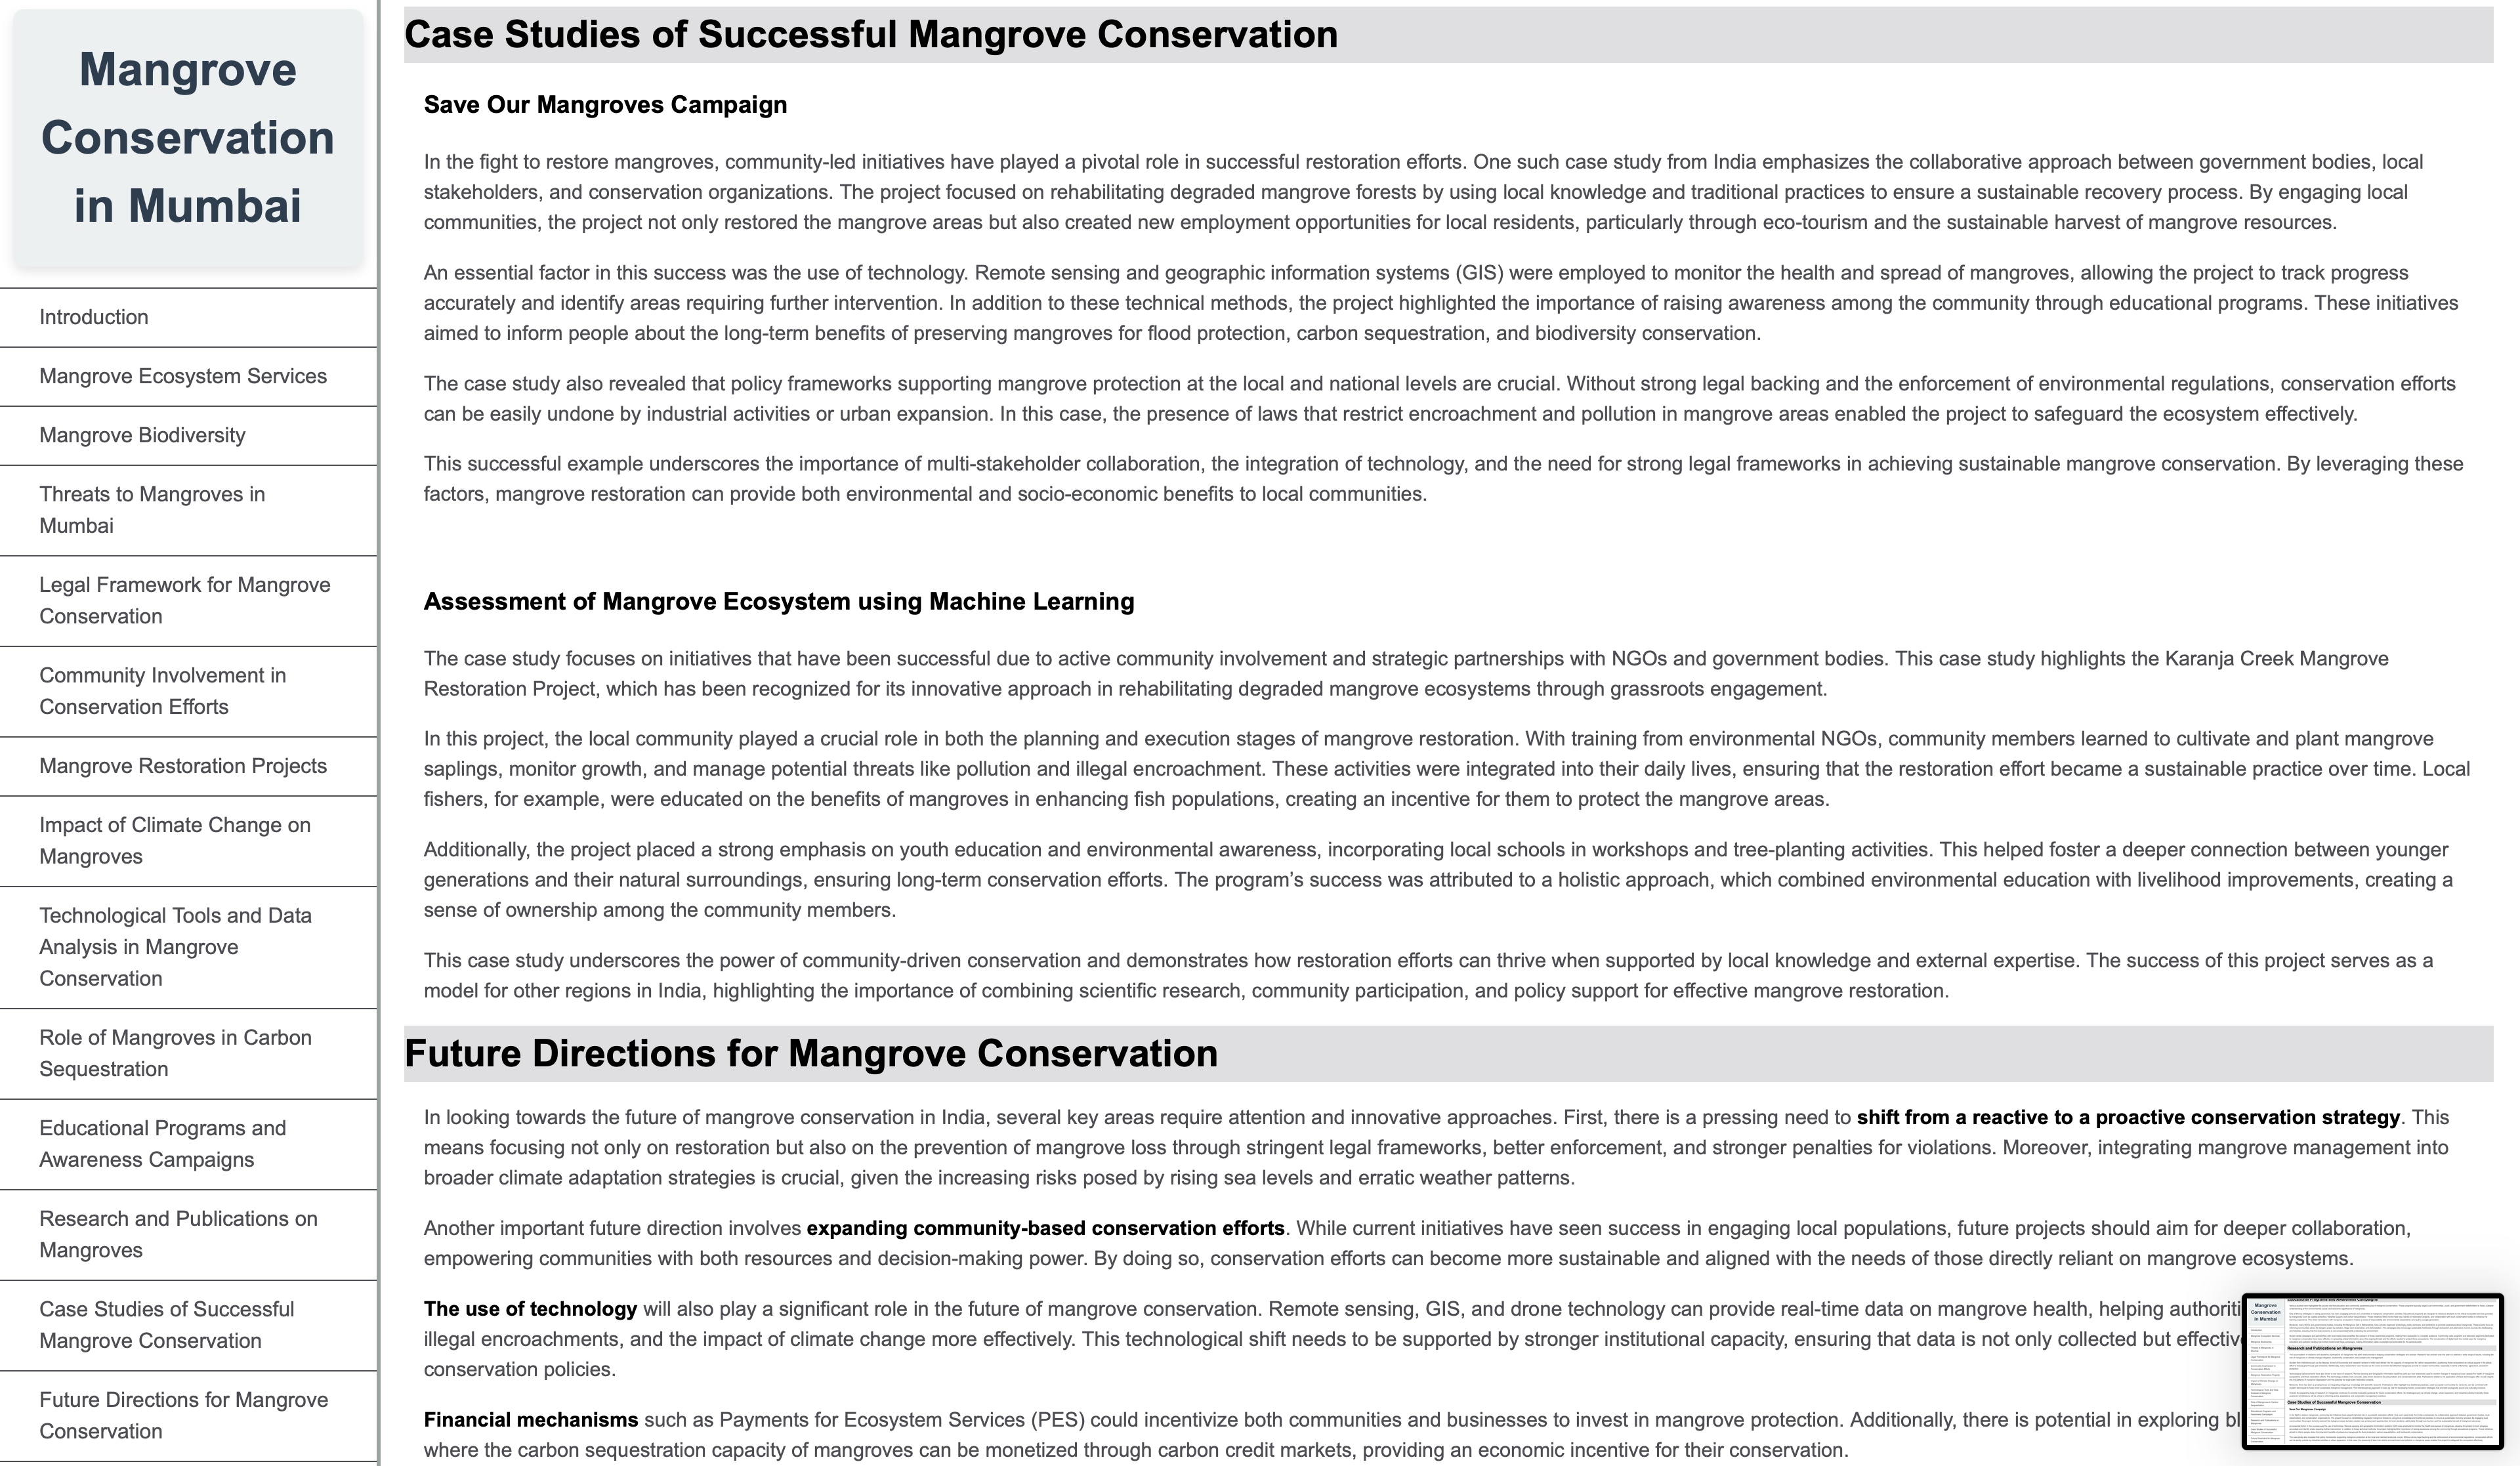 Mangrove
Conservation
in Mumbai
Introduction
Mangrove Ecosystem Services
Mangrove Biodiversity
Threats to Mangroves in
Mumbai
Legal Framework for Mangrove
Conservation
Community Involvement in
Conservation Efforts
Mangrove Restoration Projects
Impact of Climate Change on
Mangroves
Technological Tools and Data
Analysis in Mangrove
Conservation
Role of Mangroves in Carbon
Sequestration
Educational Programs and
Awareness Campaigns
Research and Publications on
Mangroves
Case Studies of Successful
Mangrove Conservation
Future Directions for Mangrove
Conservation
Case Studies of Successful Mangrove Conservation
Save Our Mangroves Campaign
In the fight to restore mangroves, community-led initiatives have played a pivotal role in successful restoration efforts. One such case study from India emphasizes the collaborative approach between government bodies, local
stakeholders, and conservation organizations. The project focused on rehabilitating degraded mangrove forests by using local knowledge and traditional practices to ensure a sustainable recovery process. By engaging local
communities, the project not only restored the mangrove areas but also created new employment opportunities for local residents, particularly through eco-tourism and the sustainable harvest of mangrove resources.
An essential factor in this success was the use of technology. Remote sensing and geographic information systems (GIS) were employed to monitor the health and spread of mangroves, allowing the project to track progress
accurately and identify areas requiring further intervention. In addition to these technical methods, the project highlighted the importance of raising awareness among the community through educational programs. These initiatives
aimed to inform people about the long-term benefits of preserving mangroves for flood protection, carbon sequestration, and biodiversity conservation.
The case study also revealed that policy frameworks supporting mangrove protection at the local and national levels are crucial. Without strong legal backing and the enforcement of environmental regulations, conservation efforts
can be easily undone by industrial activities or urban expansion. In this case, the presence of laws that restrict encroachment and pollution in mangrove areas enabled the project to safeguard the ecosystem effectively.
This successful example underscores the importance of multi-stakeholder collaboration, the integration of technology, and the need for strong legal frameworks in achieving sustainable mangrove conservation. By leveraging these
factors, mangrove restoration can provide both environmental and socio-economic benefits to local communities.
Assessment of Mangrove Ecosystem using Machine Learning
The case study focuses on initiatives that have been successful due to active community involvement and strategic partnerships with NGOs and government bodies. This case study highlights the Karanja Creek Mangrove
Restoration Project, which has been recognized for its innovative approach in rehabilitating degraded mangrove ecosystems through grassroots engagement.
In this project, the local community played a crucial role in both the planning and execution stages of mangrove restoration. With training from environmental NGOs, community members learned to cultivate and plant mangrove
saplings, monitor growth, and manage potential threats like pollution and illegal encroachment. These activities were integrated into their daily lives, ensuring that the restoration effort became a sustainable practice over time. Local
fishers, for example, were educated on the benefits of mangroves in enhancing fish populations, creating an incentive for them to protect the mangrove areas.
Additionally, the project placed a strong emphasis on youth education and environmental awareness, incorporating local schools in workshops and tree-planting activities. This helped foster a deeper connection between younger
generations and their natural surroundings, ensuring long-term conservation efforts. The program’s success was attributed to a holistic approach, which combined environmental education with livelihood improvements, creating a
sense of ownership among the community members.
This case study underscores the power of community-driven conservation and demonstrates how restoration efforts can thrive when supported by local knowledge and external expertise. The success of this project serves as a
model for other regions in India, highlighting the importance of combining scientific research, community participation, and policy support for effective mangrove restoration.
Future Directions for Mangrove Conservation
In looking towards the future of mangrove conservation in India, several key areas require attention and innovative approaches. First, there is a pressing need to shift from a reactive to a proactive conservation strategy. This
means focusing not only on restoration but also on the prevention of mangrove loss through stringent legal frameworks, better enforcement, and stronger penalties for violations. Moreover, integrating mangrove management into
broader climate adaptation strategies is crucial, given the increasing risks posed by rising sea levels and erratic weather patterns.
Another important future direction involves expanding community-based conservation efforts. While current initiatives have seen success in engaging local populations, future projects should aim for deeper collaboration,
empowering communities with both resources and decision-making power. By doing so, conservation efforts can become more sustainable and aligned with the needs of those directly reliant on mangrove ecosystems.
The use of technology will also play a significant role in the future of mangrove conservation. Remote sensing, GIS, and drone technology can provide real-time data on mangrove health, helping authoriti
illegal encroachments, and the impact of climate change more effectively. This technological shift needs to be supported by stronger institutional capacity, ensuring that data is not only collected but effectiv
conservation policies.
Financial mechanisms such as Payments for Ecosystem Services (PES) could incentivize both communities and businesses to invest in mangrove protection. Additionally, there is potential in exploring bl
where the carbon sequestration capacity of mangroves can be monetized through carbon credit markets, providing an economic incentive for their conservation.
Mangrove
Conservation
in Mumbai
Research and Publications on Mangroves
Case Studies of Successful Mangrove Conservation